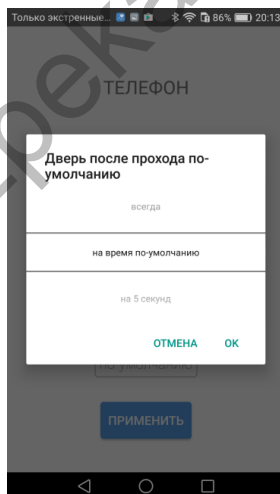 Только экстренные... 86% 20:13
ТЕЛЕФОН
Дверь после прохода по-
умолчанию
всегда
на время по-умолчанию
на 5 секунд
ОТМЕНА ОК
по умолчанию
ПРИМЕНИТЬ